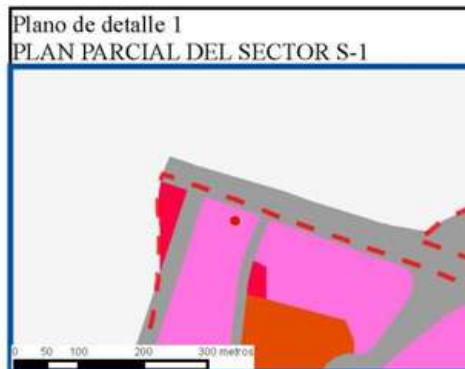 Plano de detalle 1
PLAN PARCIAL DEL SECTOR S-1
0 50 100 200 300 metros